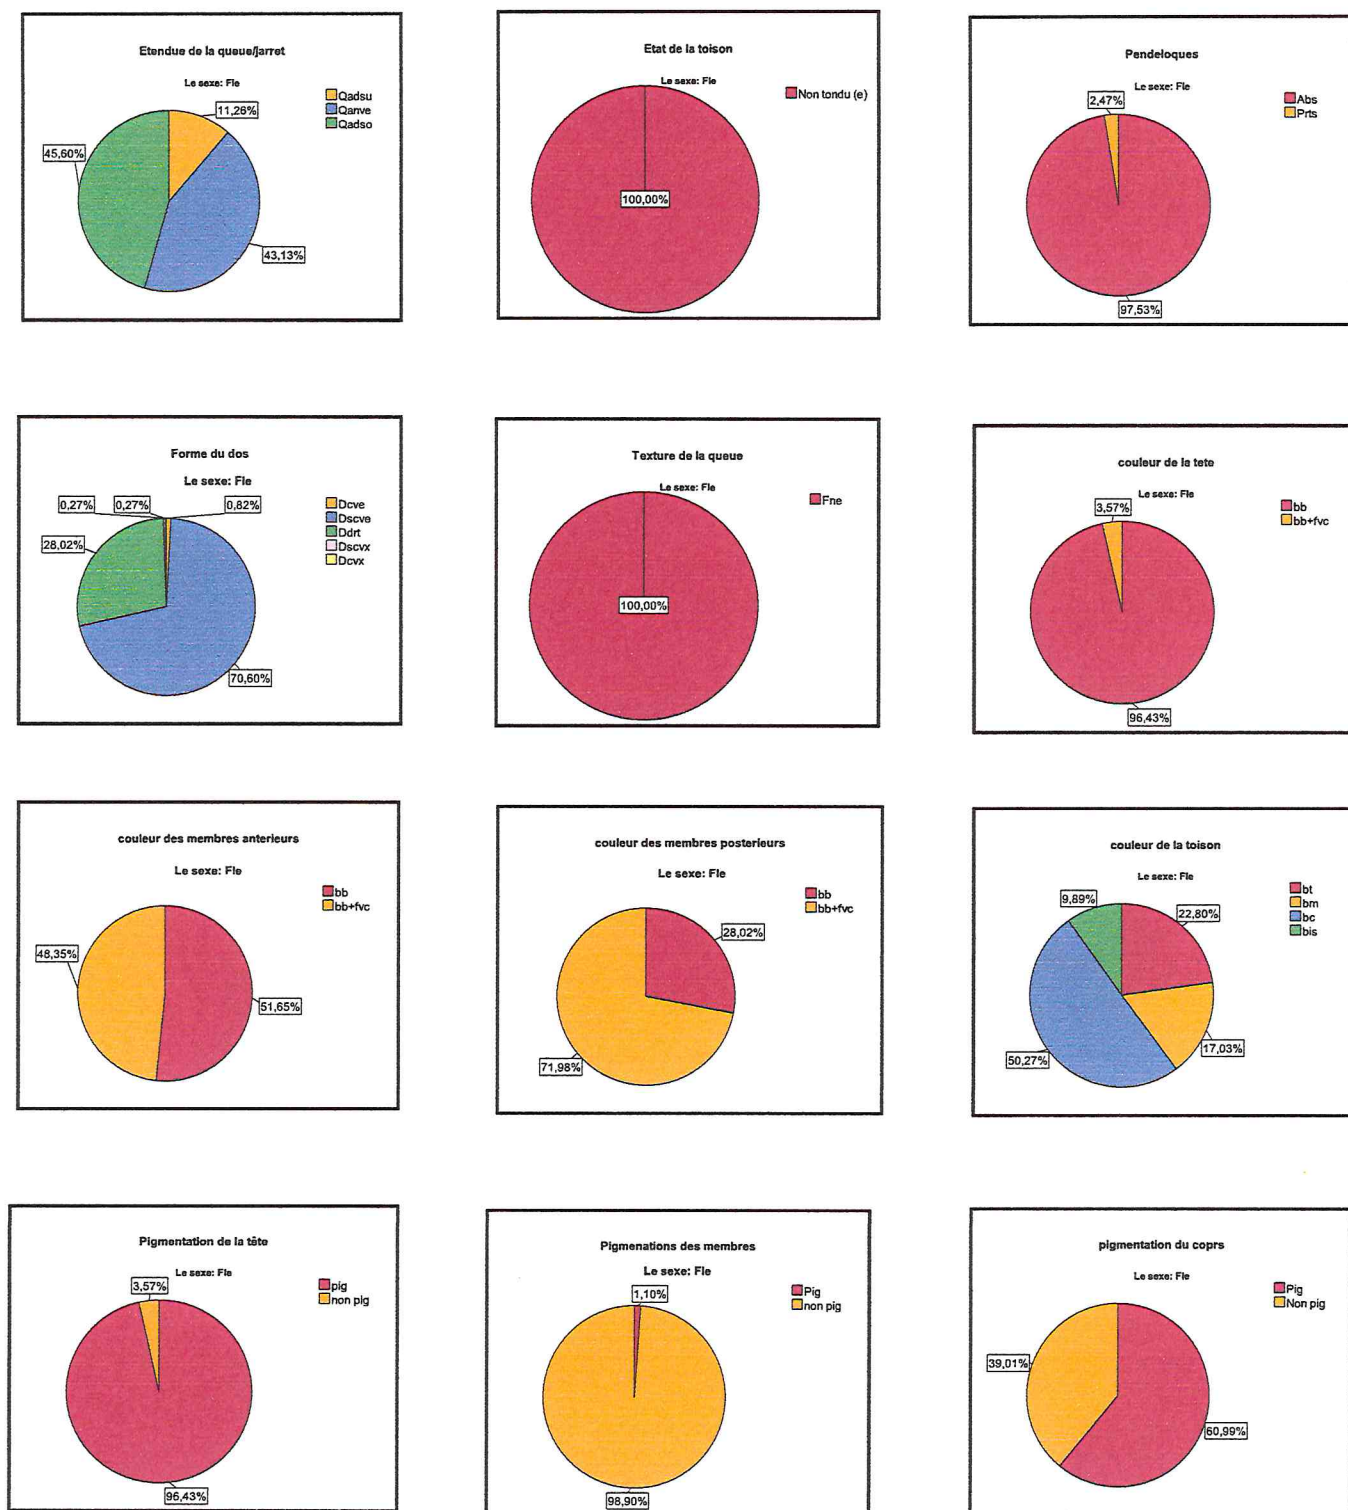 Etendue de la queue/jarret
Le sexe: Fle
Qadsu
Qanve
Qadso
11,26%
45,60%
43,13%
Etat de la toison
Le sexe: Fle
Non tondu (e)
100,00%
Pendeloques
Le sexe: Fle
Abs
Prts
2,47%
97,53%
Forme du dos
Le sexe: Fle
0,27%
0,27%
0,82%
Dcve
Dscve
Ddrt
Dscvx
Dcvx
28,02%
70,60%
Texture de la queue
Le sexe: Fle
Fne
100,00%
couleur de la tete
Le sexe: Fle
bb
bb+fvc
3,57%
96,43%
couleur des membres anterieurs
Le sexe: Fle
bb
bb+fvc
48,35%
51,65%
couleur des membres posterieurs
Le sexe: Fle
bb
bb+fvc
28,02%
71,98%
couleur de la toison
Le sexe: Fle
bt
bm
bc
bis
9,89%
22,80%
17,03%
50,27%
Pigmentation de la tête
Le sexe: Fle
pig
non pig
3,57%
96,43%
Pigmenations des membres
Le sexe: Fle
Pig
non pig
1,10%
98,90%
pigmentation du coprs
Le sexe: Fle
Pig
Non pig
39,01%
60,99%